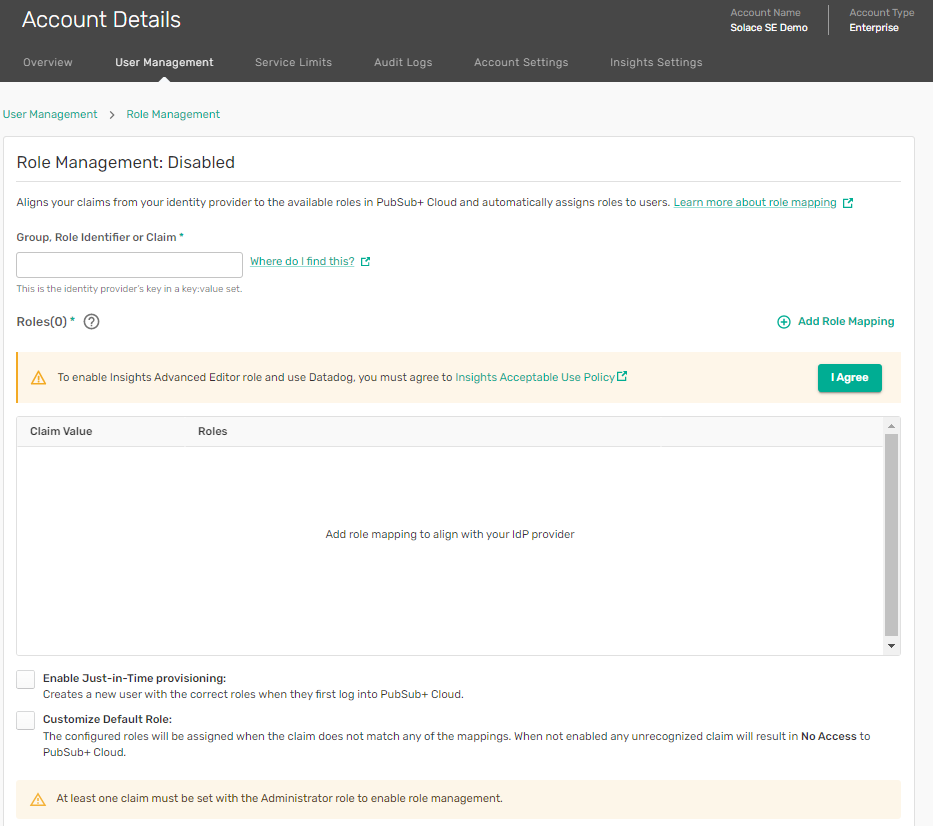 Account Details
Account Name
Solace SE Demo
Account Type
Enterprise
Overview
User Management
Service Limits
Audit Logs
Account Settings
Insights Settings
User Management > Role Management
Role Management: Disabled
Aligns your claims from your identity provider to the available roles in PubSub+ Cloud and automatically assigns roles to users. Learn more about role mapping
Group, Role Identifier or Claim *
Where do I find this?
This is the identity provider's key in a key:value set.
Roles(0) * ?
Add Role Mapping
To enable Insights Advanced Editor role and use Datadog, you must agree to Insights Acceptable Use Policy
I Agree
Claim Value
Roles
Add role mapping to align with your IdP provider
Enable Just-in-Time provisioning:
Creates a new user with the correct roles when they first log into PubSub+ Cloud.
Customize Default Role:
The configured roles will be assigned when the claim does not match any of the mappings. When not enabled any unrecognized claim will result in No Access to
PubSub+ Cloud.
At least one claim must be set with the Administrator role to enable role management.